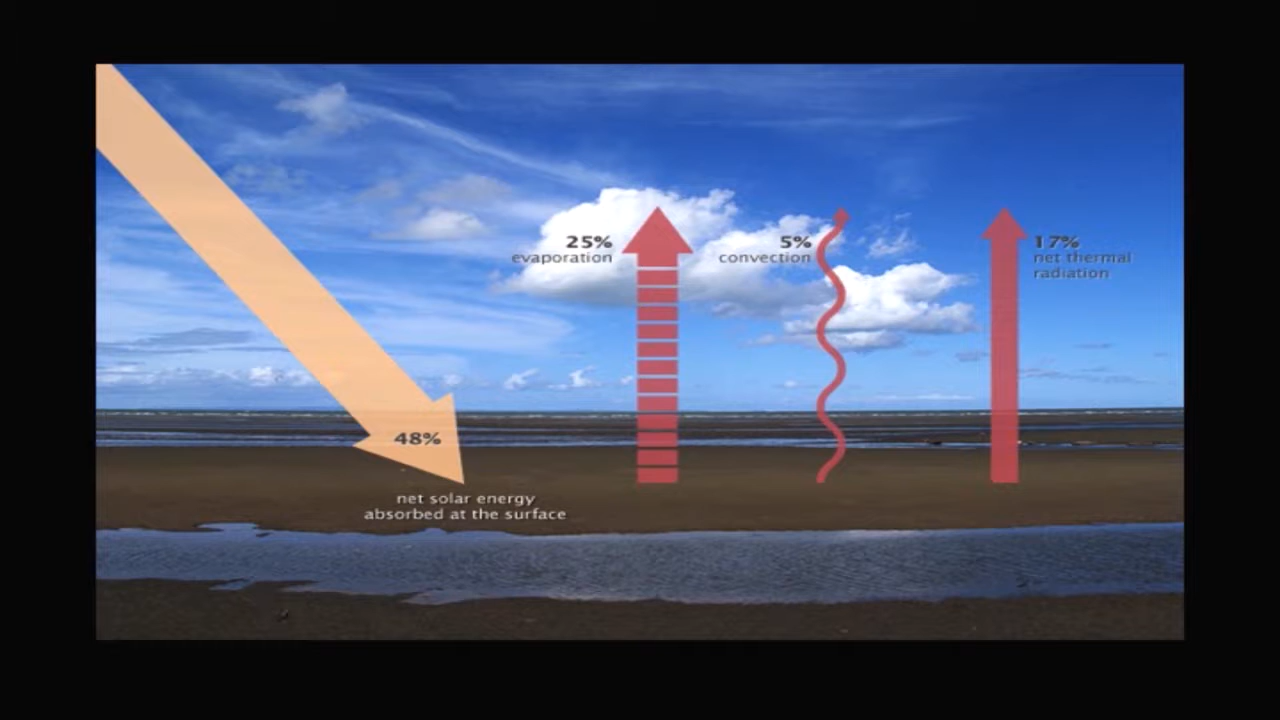 48%
net solar energy
absorbed at the surface
25%
evaporation
5%
convection
17%
net thermal
radiation